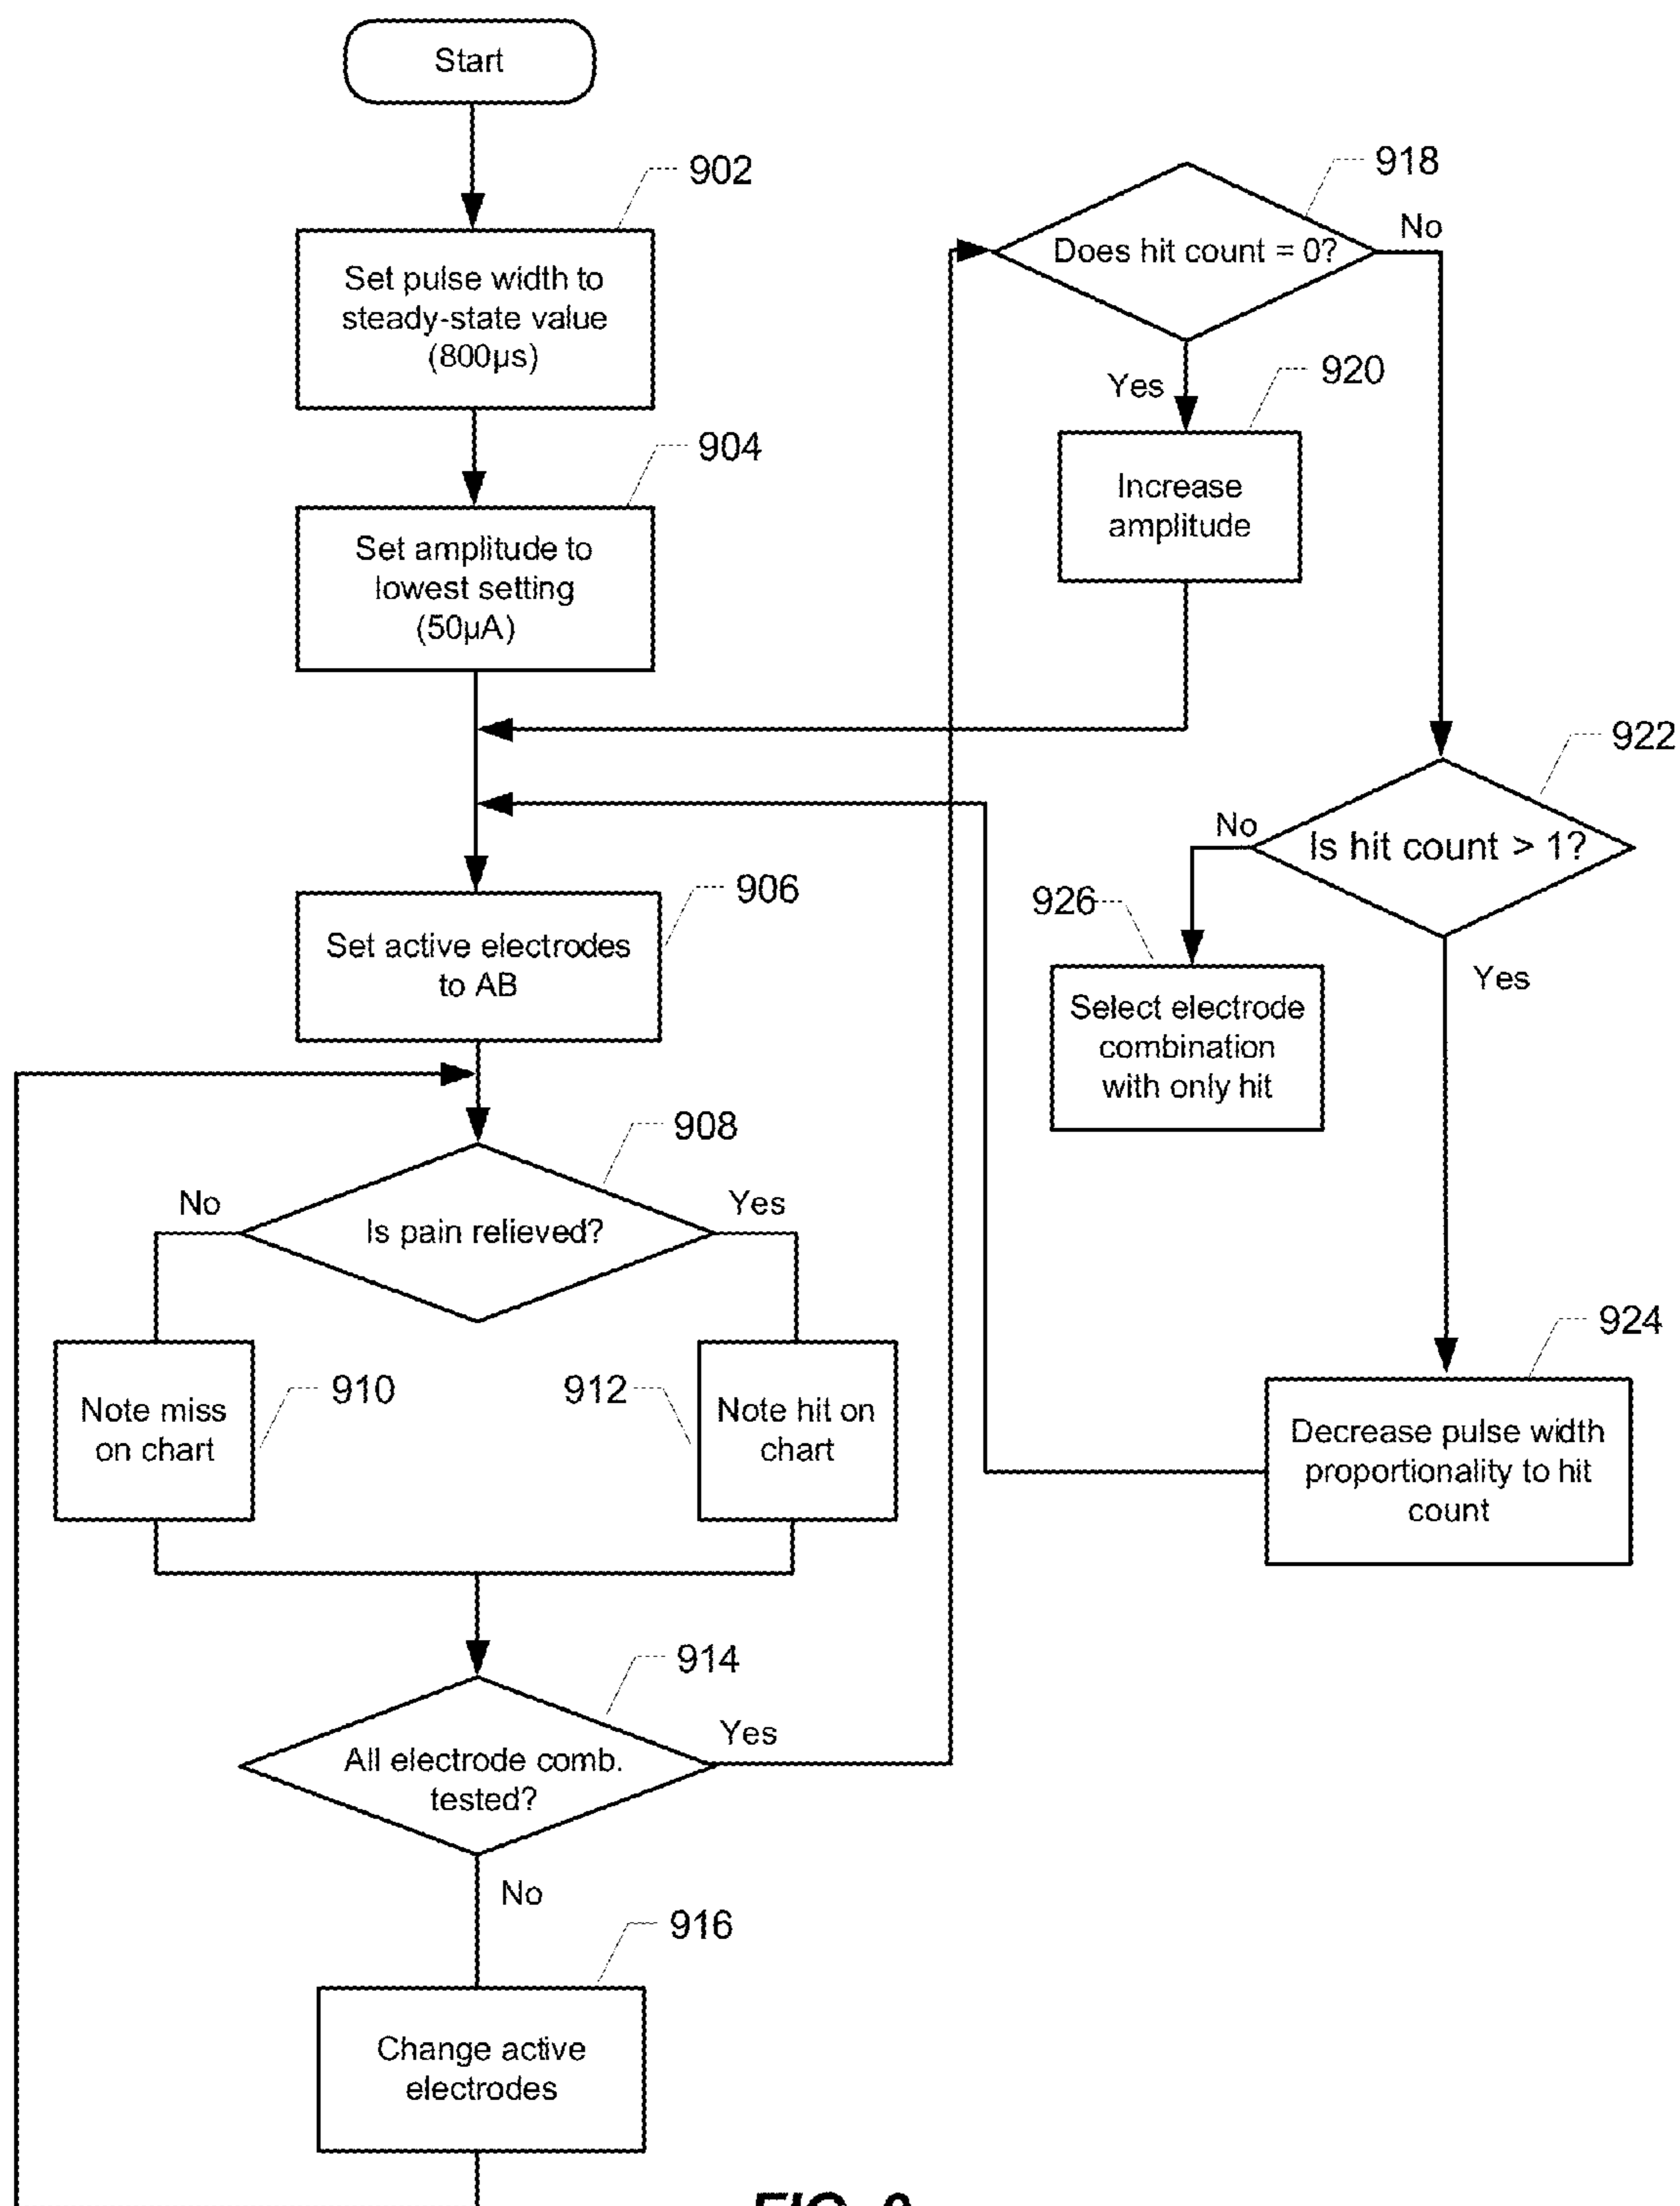 Start
902
Set pulse width to
steady-state value
(800µs)
904
Set amplitude to
lowest setting
(50µA)
906
Set active electrodes
to AB
908
Is pain relieved?
No
Yes
910
Note miss
on chart
912
Note hit on
chart
914
All electrode comb.
tested?
Yes
No
916
Change active
electrodes
918
Does hit count = 0?
No
Yes
920
Increase
amplitude
922
Is hit count > 1?
No
Yes
926
Select electrode
combination
with only hit
924
Decrease pulse width
proportionality to hit
count
FIG.